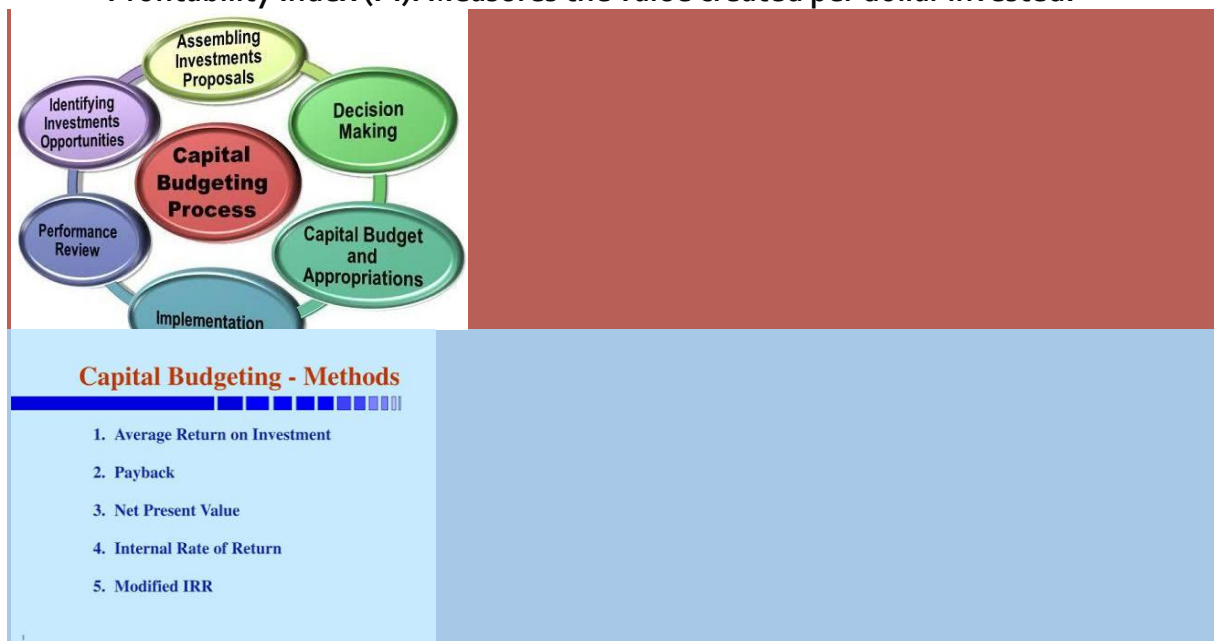 Profitability Index (PI): Measures the value created per dollar invested.
Assembling
Investments
Proposals
Decision
Making
Capital Budget
and
Appropriations
Implementation
Performance
Review
Identifying
Investments
Opportunities
Capital
Budgeting
Process
Capital Budgeting - Methods
1. Average Return on Investment
2. Payback
3. Net Present Value
4. Internal Rate of Return
5. Modified IRR